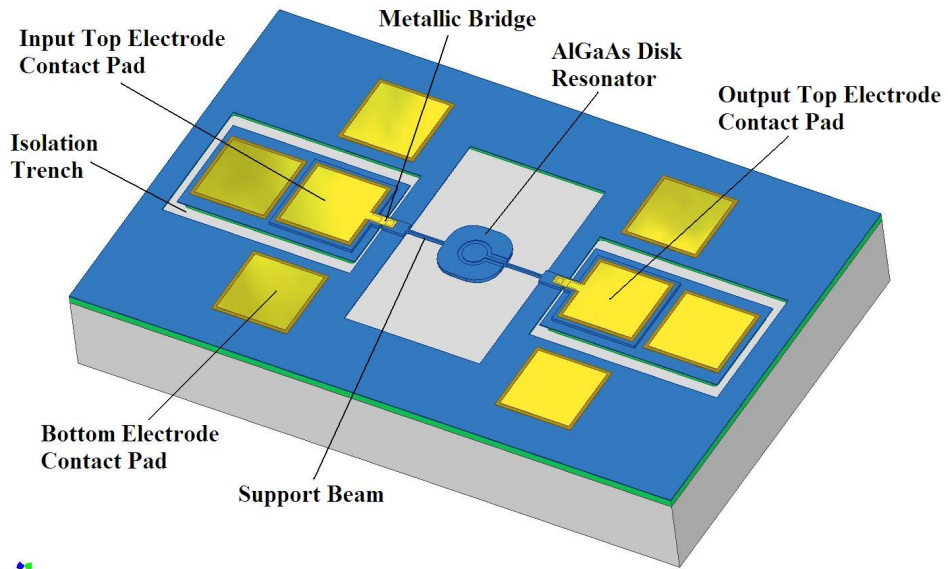 Metallic Bridge
Input Top Electrode
Contact Pad
AlGaAs Disk
Resonator
Output Top Electrode
Contact Pad
Isolation
Trench
Bottom Electrode
Contact Pad
Support Beam